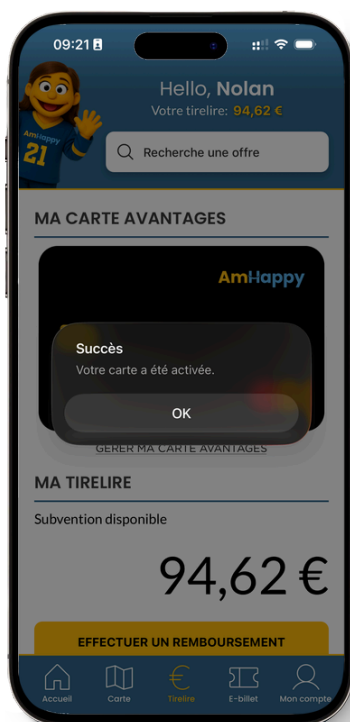 09:21
Hello, Nolan
Votre tirelire: 94,62 €
AmHappy
21
Recherche une offre
MA CARTE AVANTAGES
AmHappy
Succès
Votre carte a été activée.
OK
GERER MA CARTE AVANTAGES
MA TIRELIRE
Subvention disponible
94,62 €
EFFECTUER UN REMBOURSEMENT
Accueil
Carte
Tirelire
E-billet
Mon compte